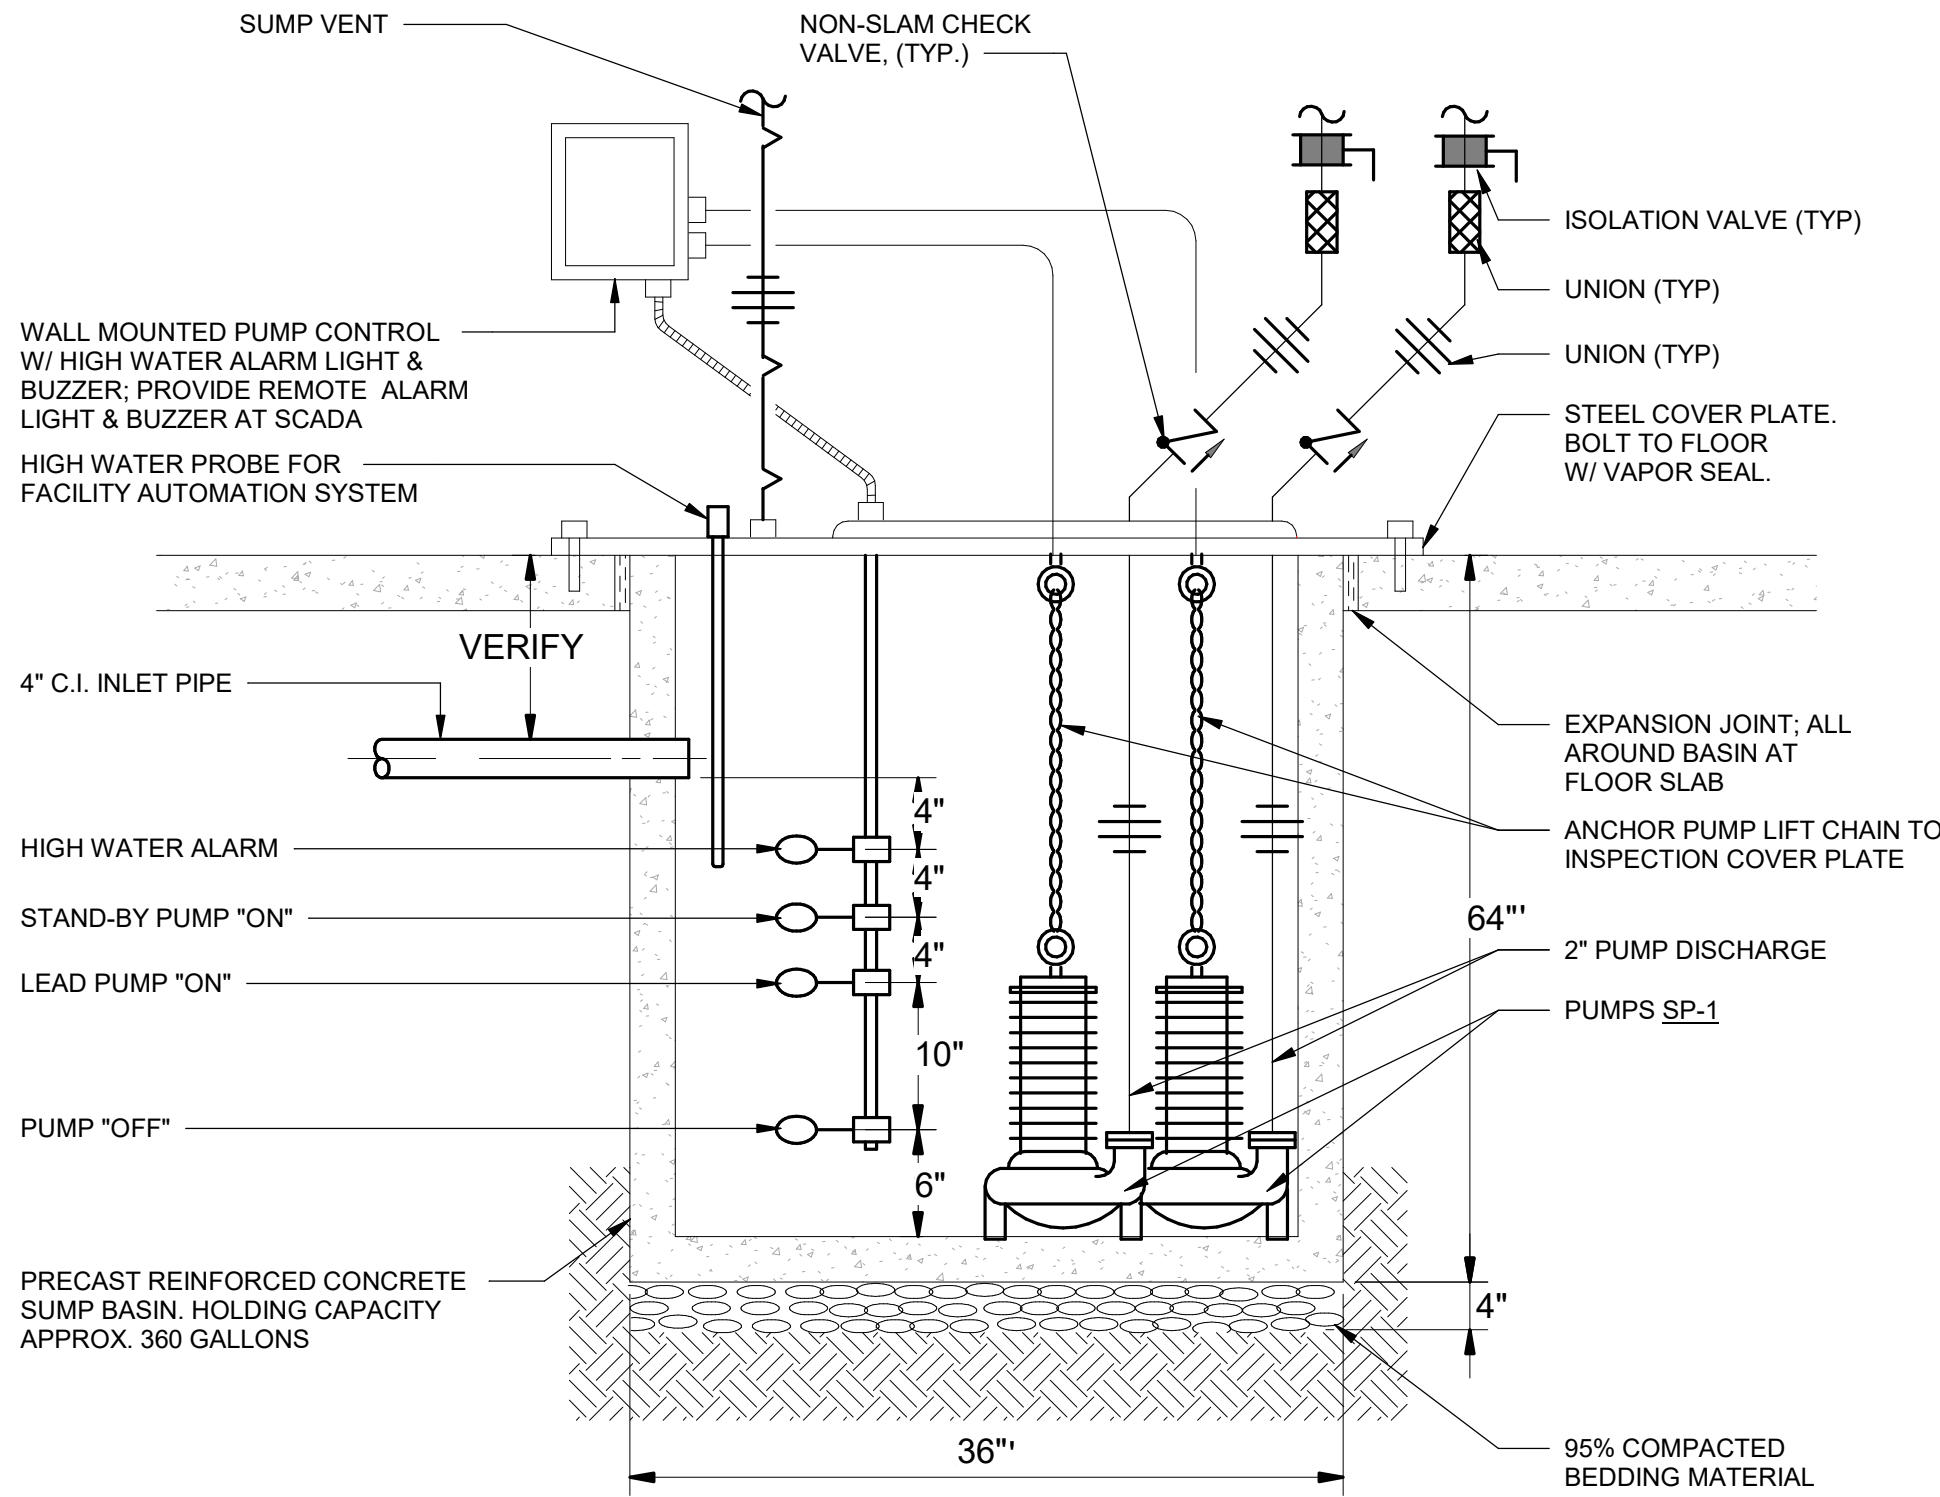 SUMP VENT
NON-SLAM CHECK
VALVE, (TYP.)
ISOLATION VALVE (TYP)
UNION (TYP)
UNION (TYP)
WALL MOUNTED PUMP CONTROL
W/ HIGH WATER ALARM LIGHT &
BUZZER; PROVIDE REMOTE ALARM
LIGHT & BUZZER AT SCADA
STEEL COVER PLATE.
BOLT TO FLOOR
W/ VAPOR SEAL.
HIGH WATER PROBE FOR
FACILITY AUTOMATION SYSTEM
VERIFY
4" C.I. INLET PIPE
EXPANSION JOINT; ALL
AROUND BASIN AT
FLOOR SLAB
4"
ANCHOR PUMP LIFT CHAIN TO
INSPECTION COVER PLATE
HIGH WATER ALARM
4"
STAND-BY PUMP "ON"
64"'
4"
2" PUMP DISCHARGE
LEAD PUMP "ON"
PUMPS SP-1
10"
PUMP "OFF"
6"
PRECAST REINFORCED CONCRETE
SUMP BASIN. HOLDING CAPACITY
APPROX. 360 GALLONS
4"
36"'
95% COMPACTED
BEDDING MATERIAL